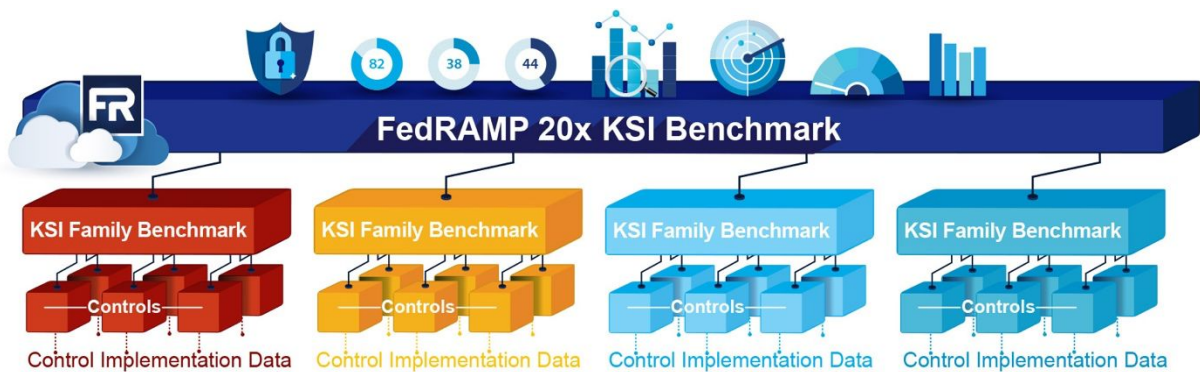 82
38
44
FR
FedRAMP 20x KSI Benchmark
KSI Family Benchmark
KSI Family Benchmark
KSI Family Benchmark
KSI Family Benchmark
Controls
Controls
Controls
Controls
Control Implementation Data
Control Implementation Data
Control Implementation Data
Control Implementation Data